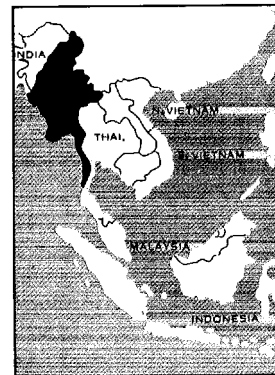 INDIA
N. VIETNAM
THAI.
S. VIETNAM
MALAYSIA
INDONESIA